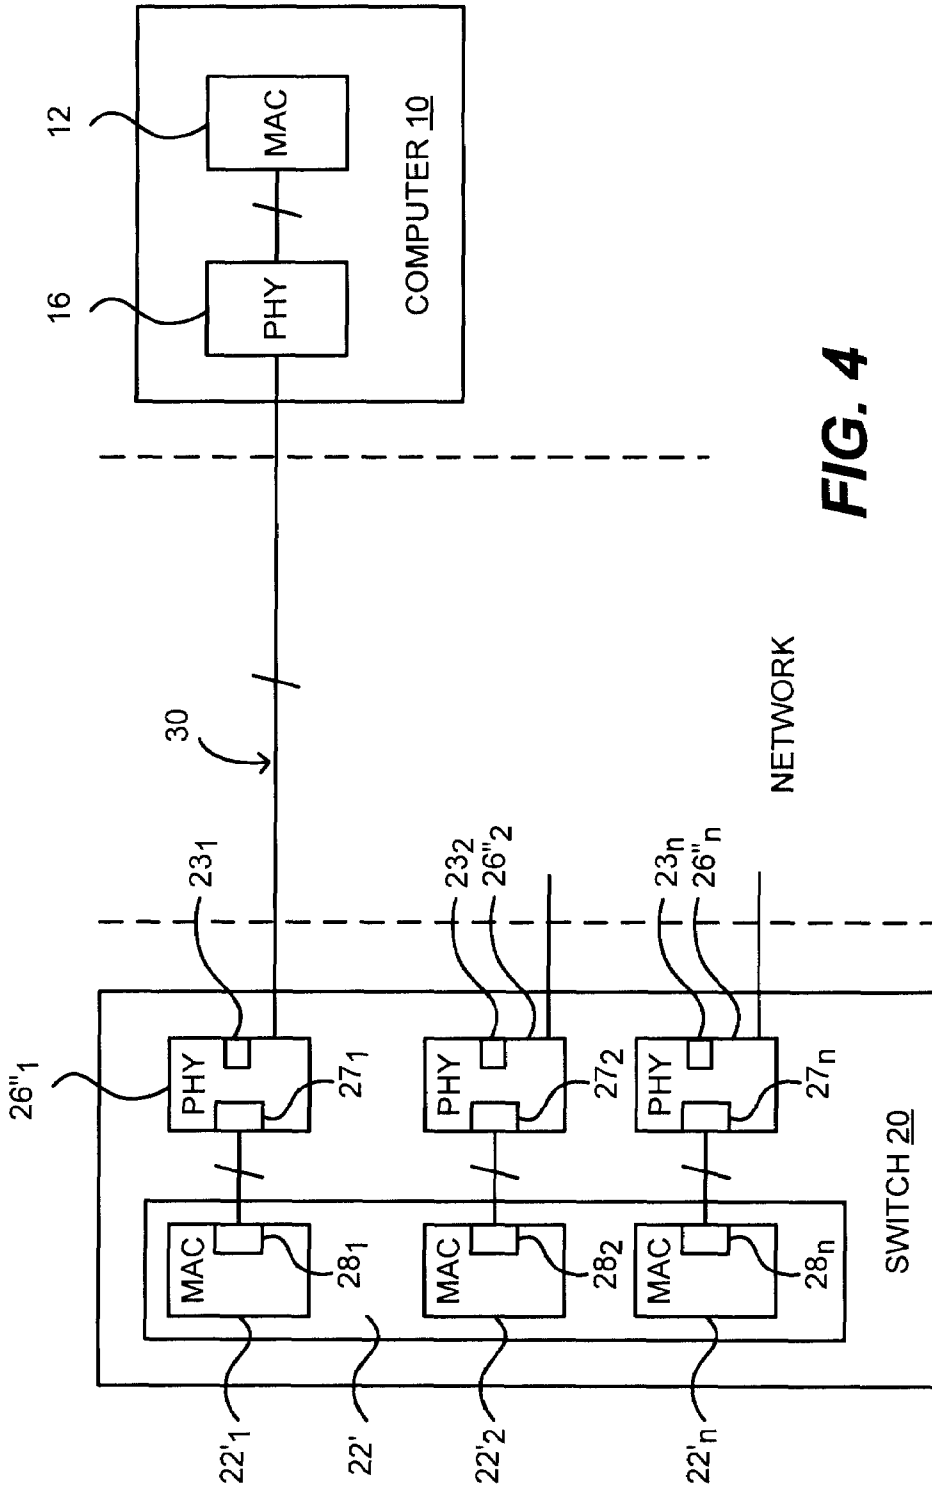 26"₁
23₁
30
16
12
PHY
27₁
MAC
28₁
22'₁
22'
PHY
MAC
COMPUTER 10
23₂
26"₂
PHY
27₂
MAC
28₂
22'₂
23ₙ
26"ₙ
PHY
27ₙ
MAC
28ₙ
22'ₙ
SWITCH 20
NETWORK
FIG. 4